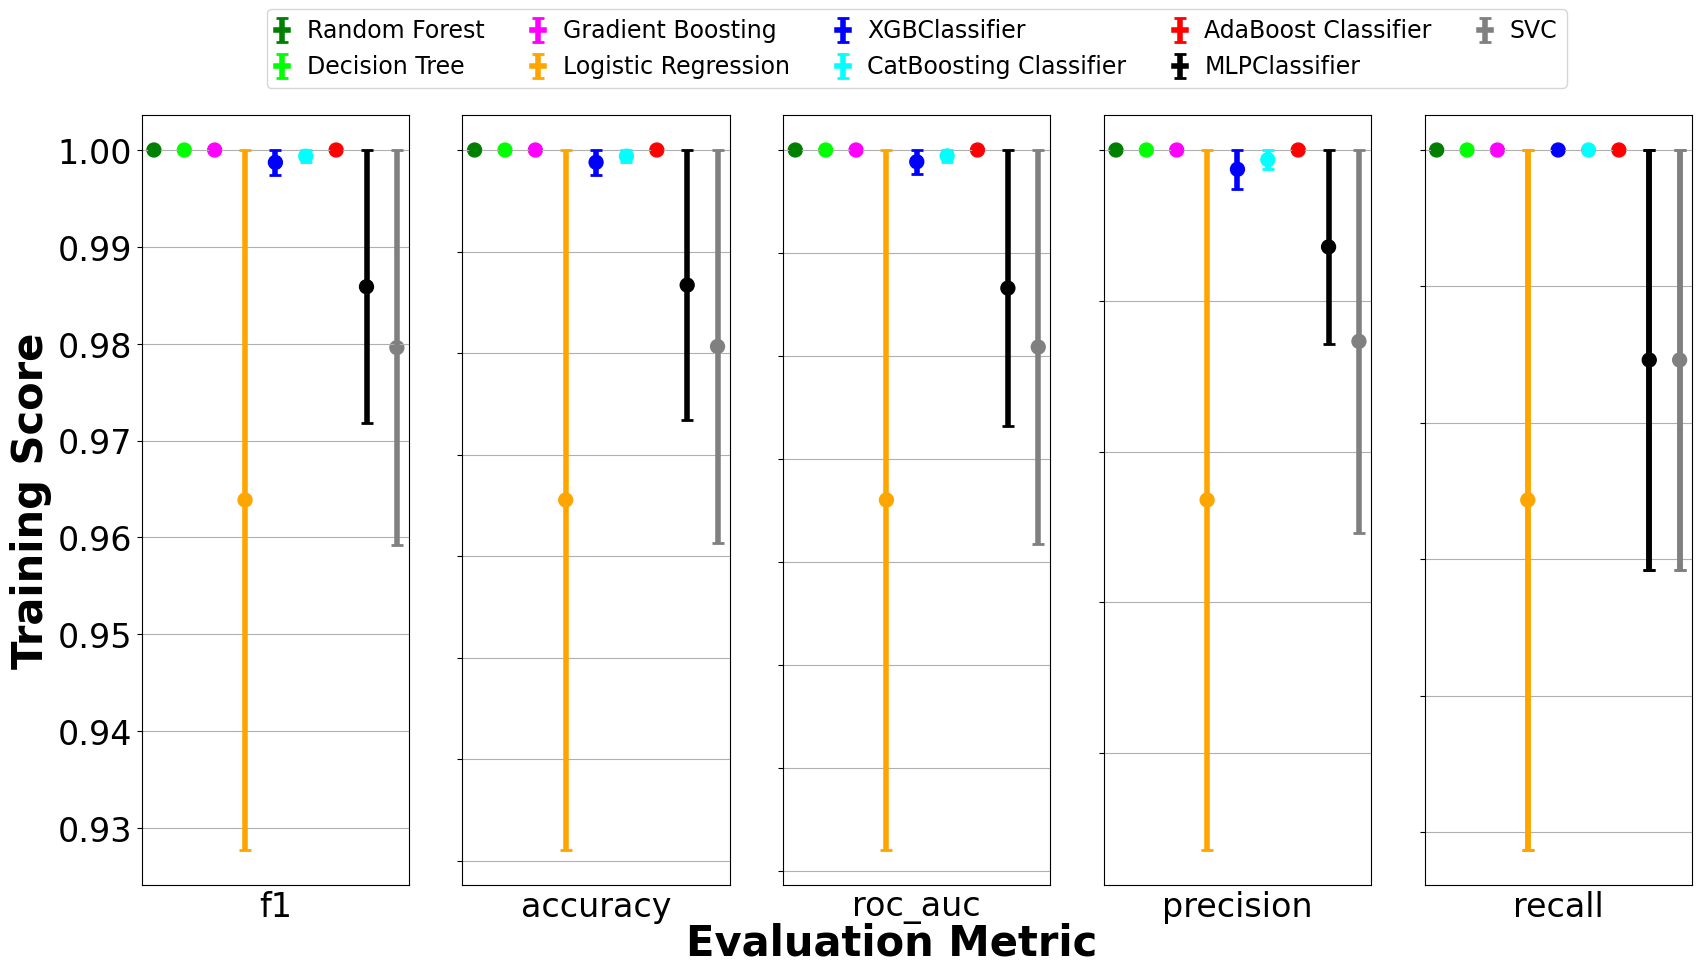 Random Forest
Decision Tree
Gradient Boosting
Logistic Regression
XGBClassifier
CatBoosting Classifier
AdaBoost Classifier
MLPClassifier
SVC
Training Score
1.00
0.99
0.98
0.97
0.96
0.95
0.94
0.93
f1
accuracy
roc_auc
precision
recall
Evaluation Metric